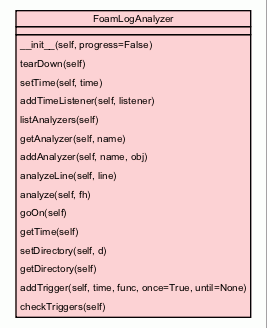 FoamLogAnalyzer
__init__(self, progress=False)
tearDown(self)
setTime(self, time)
addTimeListener(self, listener)
listAnalyzers(self)
getAnalyzer(self, name)
addAnalyzer(self, name, obj)
analyzeLine(self, line)
analyze(self, fh)
goOn(self)
getTime(self)
setDirectory(self, d)
getDirectory(self)
addTrigger(self, time, func, once=True, until=None)
checkTriggers(self)